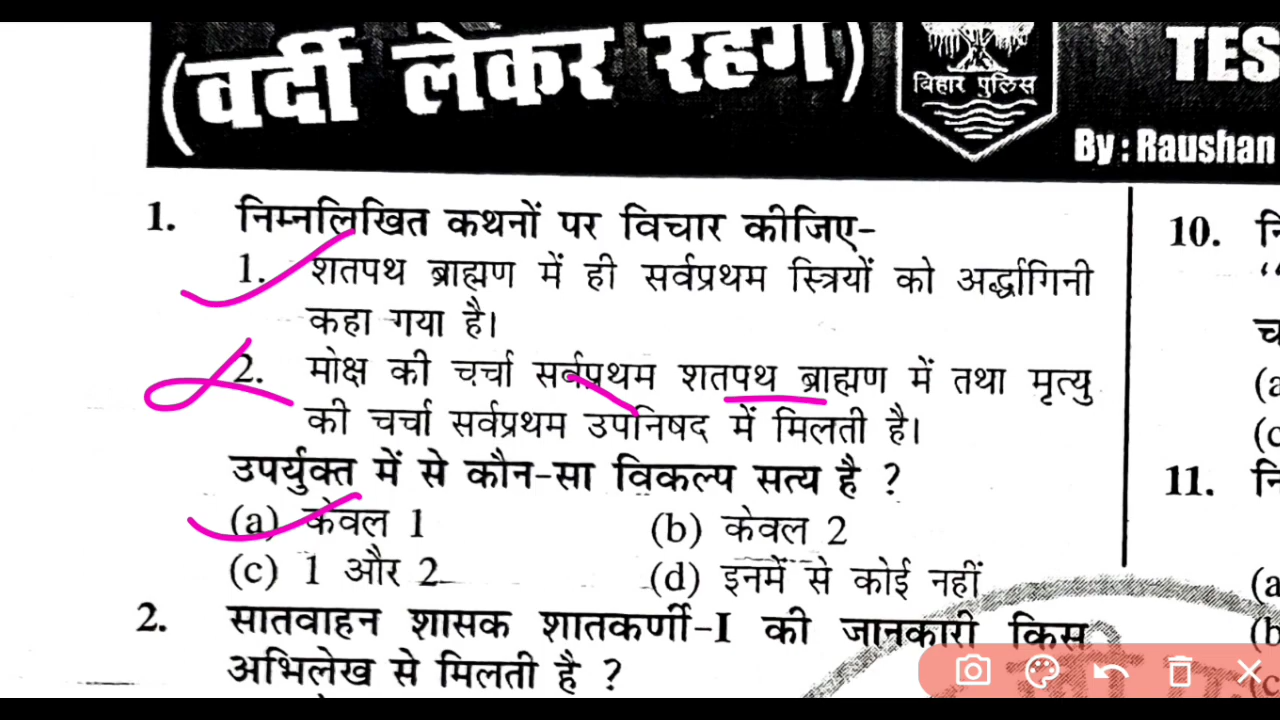 (वर्दी लेकर रहेंगे)
बिहार पुलिस
TES
By : Raushan
1. निम्नलिखित कथनों पर विचार कीजिए-
1. शतपथ ब्राह्मण में ही सर्वप्रथम स्त्रियों को अर्द्धांगिनी
कहा गया है।
2. मोक्ष की चर्चा सर्वप्रथम शतपथ ब्राह्मण में तथा मृत्यु
की चर्चा सर्वप्रथम उपनिषद में मिलती है।
उपर्युक्त में से कौन-सा विकल्प सत्य है ?
(a) केवल 1 (b) केवल 2
(c) 1 और 2 (d) इनमें से कोई नहीं
2. सातवाहन शासक शातकर्णी-I की जानकारी किस
अभिलेख से मिलती है ?
10.
11.